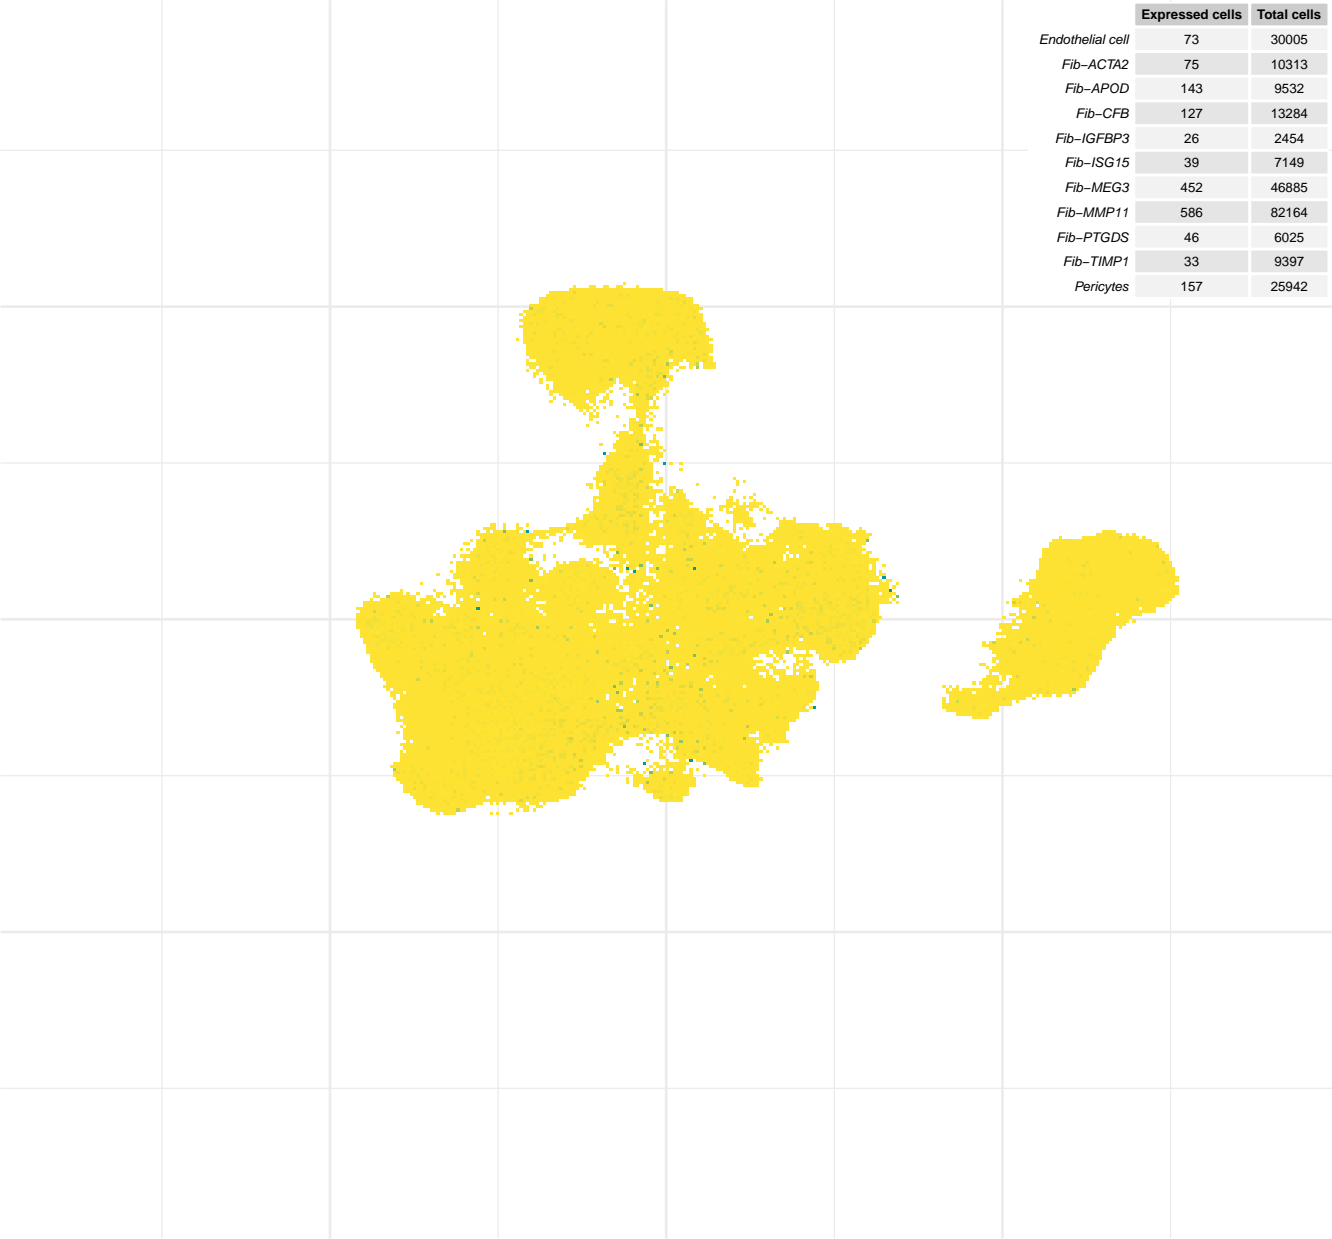 Expressed cells Total cells
Endothelial cell 73 30005
Fib−ACTA2 75 10313
Fib−APOD 143 9532
Fib−CFB 127 13284
Fib−IGFBP3 26 2454
Fib−ISG15 39 7149
Fib−MEG3 452 46885
Fib−MMP11 586 82164
Fib−PTGDS 46 6025
Fib−TIMP1 33 9397
Pericytes 157 25942